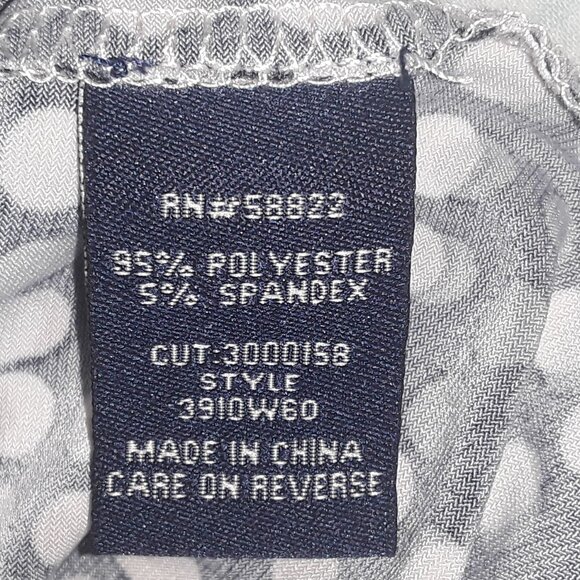 RN#58822
95% POLYESTER
5% SPANDEX
CUT:3000158
STYLE
3910W60
MADE IN CHINA
CARE ON REVERSE